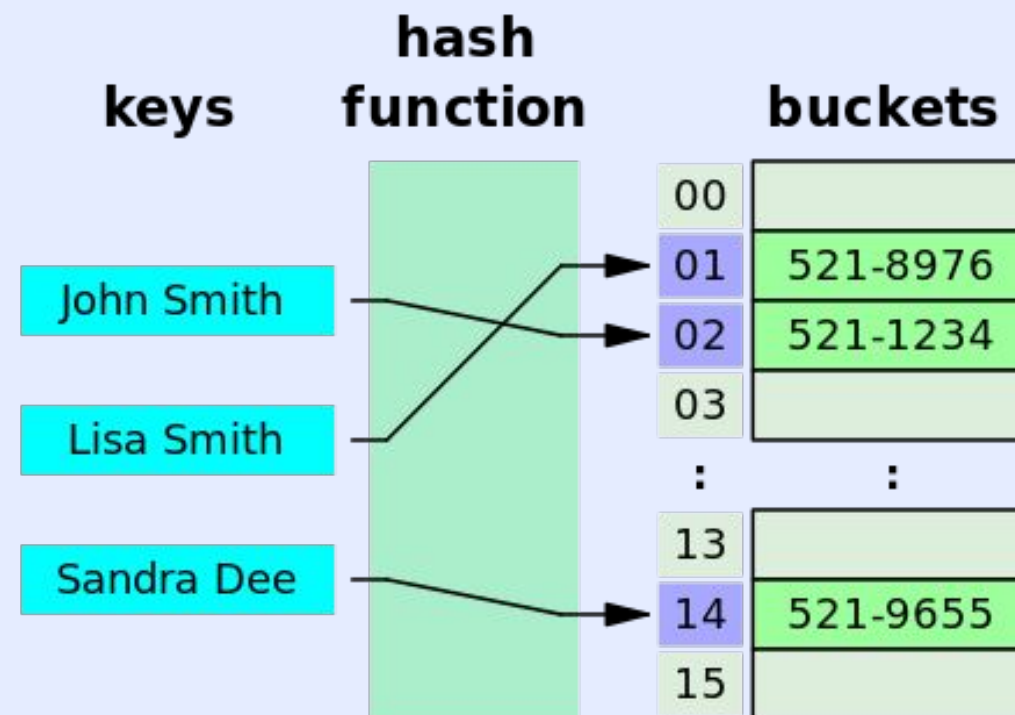 hash
keys function buckets
00
01 521-8976
John Smith
02 521-1234
03
Lisa Smith
: :
13
Sandra Dee
14 521-9655
15